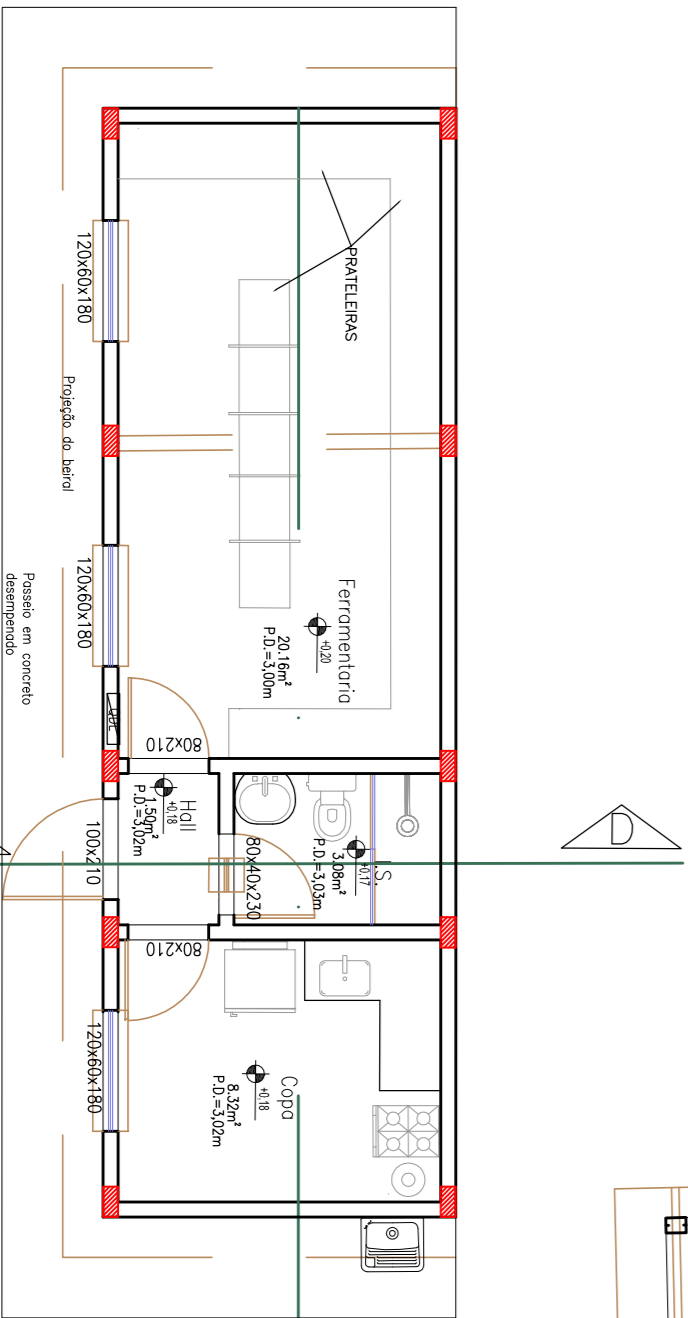 PRATELEIRAS
120x60x180
Projeção do beiral
120x60x180
Passeio em concreto
desempenado
Ferramentaria
+0,20
20.16m²
P.D.=3,00m
QDL
80x210
Hall
+0,18
1.50m²
P.D.=3,02m
100x210
80x40x230
I.S.
+0,17
3.08m²
P.D.=3,03m
D
80x210
120x60x180
Copa
+0,18
8.32m²
P.D.=3,02m